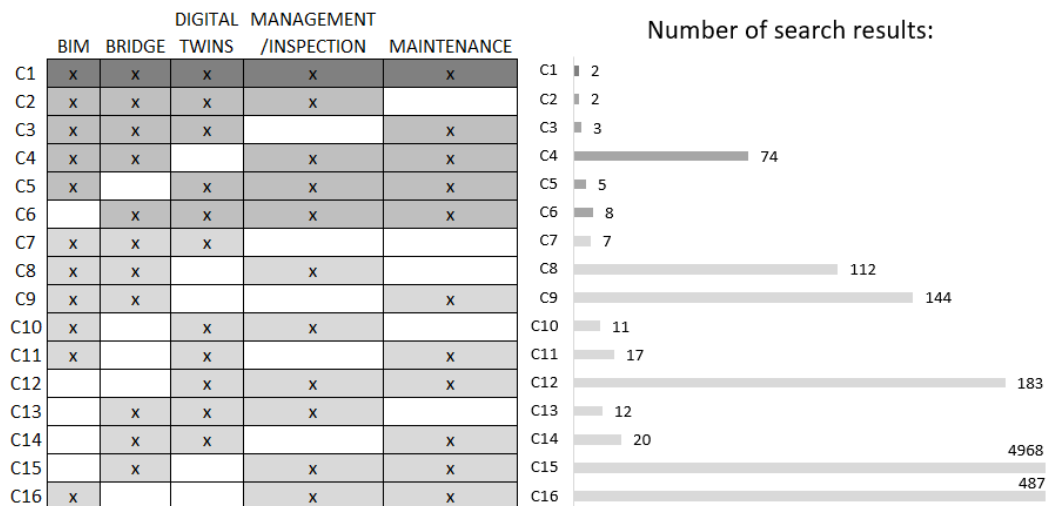 DIGITAL MANAGEMENT
BIM BRIDGE TWINS /INSPECTION MAINTENANCE
C1 x x x x x
C2 x x x x
C3 x x x x
C4 x x x x
C5 x x x x
C6 x x x x
C7 x x x
C8 x x x
C9 x x x
C10 x x x
C11 x x x
C12 x x x
C13 x x x
C14 x x x
C15 x x x
C16 x x x
Number of search results:
C1 2
C2 2
C3 3
C4 74
C5 5
C6 8
C7 7
C8 112
C9 144
C10 11
C11 17
C12 183
C13 12
C14 20
C15 4968
C16 487